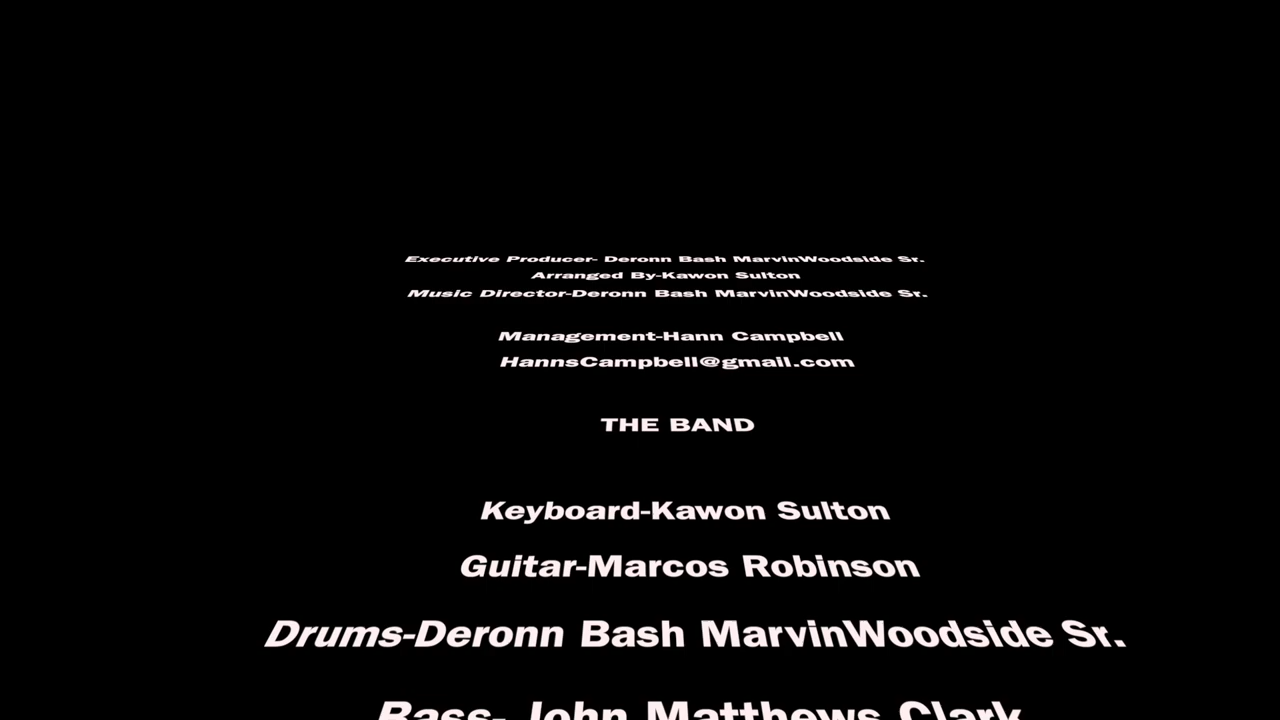 Executive Producer- Deronn Bash MarvinWoodside Sr.
Arranged By-Kawon Sulton
Music Director-Deronn Bash MarvinWoodside Sr.
Management-Hann Campbell
HannsCampbell@gmail.com
THE BAND
Keyboard-Kawon Sulton
Guitar-Marcos Robinson
Drums-Deronn Bash MarvinWoodside Sr.
Bass- John Matthews Clark